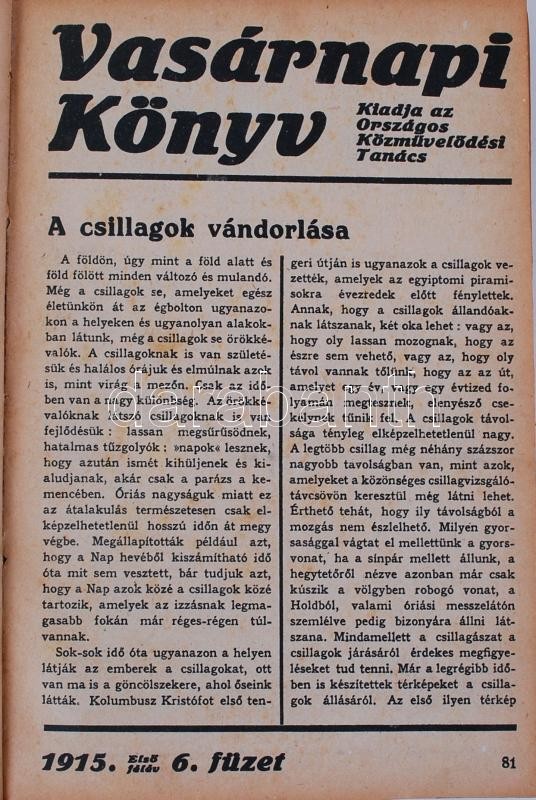 Vasárnapi
Könyv
Kiadja az
Országos
Közművelődési
Tanács
A csillagok vándorlása
A földön, úgy mint a föld alatt és
föld fölött minden változó és mulandó.
Még a csillagok se, amelyeket egész
életünkön át az égbolton ugyanazo-
kon a helyeken és ugyanolyan alakok-
ban látunk, még a csillagok se örökké-
valók. A csillagoknak is van születé-
sük és halálos órájuk és elmúlnak azok
is, mint virág a mezőn. Csak az idő-
ben van a nagy különbség. Az örökké-
valóknak látszó csillagoknak is van
fejlődésük: lassan megsűrűsödnek,
hatalmas tűzgolyók: »napok« lesznek,
hogy azután ismét kihüljenek és ki-
aludjanak, akár csak a parázs a ke-
mencében. Óriás nagyságuk miatt ez
az átalakulás természetesen csak el-
képzelhetetlenül hosszú időn át megy
végbe. Megállapították például azt,
hogy a Nap hevéből kiszámítható idő
óta mit sem vesztett, bár tudjuk azt,
hogy a Nap azok közé a csillagok közé
tartozik, amelyek az izzásnak legma-
gasabb fokán már réges-régen túl-
vannak.
Sok-sok idő óta ugyanazon a helyen
látják az emberek a csillagokat, ott
van ma is a göncölszekere, ahol őseink
látták. Kolumbusz Kristófot első ten-
geri útján is ugyanazok a csillagok ve-
zették, amelyek az egyiptomi pirami-
sokra évezredek előtt fénylettek.
Annak, hogy a csillagok állandóak-
nak látszanak, két oka lehet: vagy az,
hogy oly lassan mozognak, hogy az
észre sem vehető, vagy az, hogy oly
távol vannak tőlünk, hogy az az út,
amelyet egy év, vagy egy évtized fo-
lyamán megtesznek, elenyésző cse-
kélynek tűnik fel. A csillagok távol-
sága tényleg elképzelhetetlenül nagy.
A legtöbb csillag még néhány százszor
nagyobb távolságban van, mint azok,
amelyeket a közönséges csillagvizsgáló-
távcsövön keresztül még látni lehet.
Érthető tehát, hogy ily távolságból a
mozgás nem észlelhető. Milyen gyor-
sasággal vágtat el mellettünk a gyors-
vonat, ha a sínpár mellett állunk, a
hegytetőről nézve azonban már csak
kúszik a völgyben robogó vonat, a
Holdból, valami óriási messzelátón
szemlélve pedig bizonyára állni lát-
szana. Mindamellett a csillagászat a
csillagok járásáról érdekes megfigye-
léseket tud tenni. Már a legrégibb idő-
ben is készítettek térképeket a csilla-
gok állásáról. Az első ilyen térkép
1915. Első
félév 6. füzet
81
darabanth